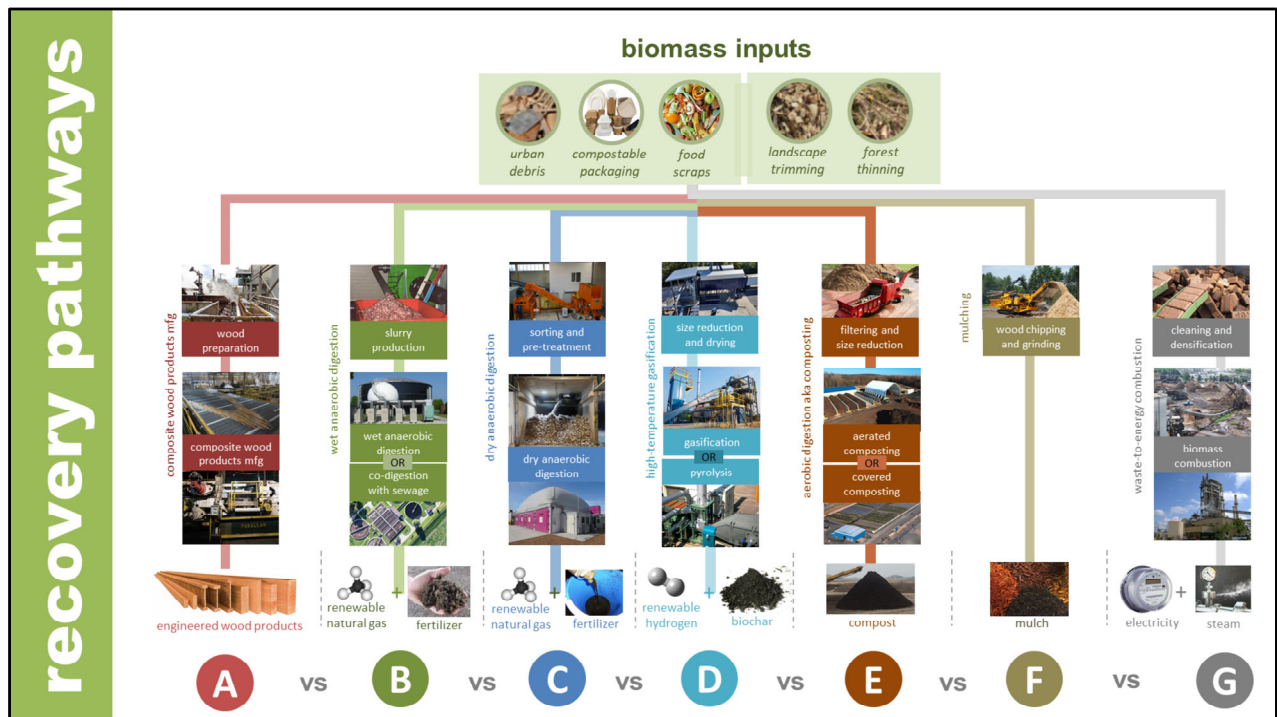 recovery pathways
biomass inputs
urban
debris
compostable
packaging
food
scraps
landscape
trimming
forest
thinning
composite wood products mfg
wood
preparation
composite wood
products mfg
engineered wood products
wet anaerobic digestion
slurry
production
wet anaerobic
digestion
OR
co-digestion
with sewage
renewable
natural gas
+
fertilizer
dry anaerobic digestion
sorting and
pre-treatment
dry anaerobic
digestion
renewable
natural gas
+
fertilizer
high-temperature gasification
size reduction
and drying
gasification
OR
pyrolysis
renewable
hydrogen
+
biochar
aerobic digestion aka composting
filtering and
size reduction
aerated
composting
OR
covered
composting
compost
mulching
wood chipping
and grinding
mulch
waste-to-energy combustion
cleaning and
densification
biomass
combustion
electricity
+
steam
A vs B vs C vs D vs E vs F vs G